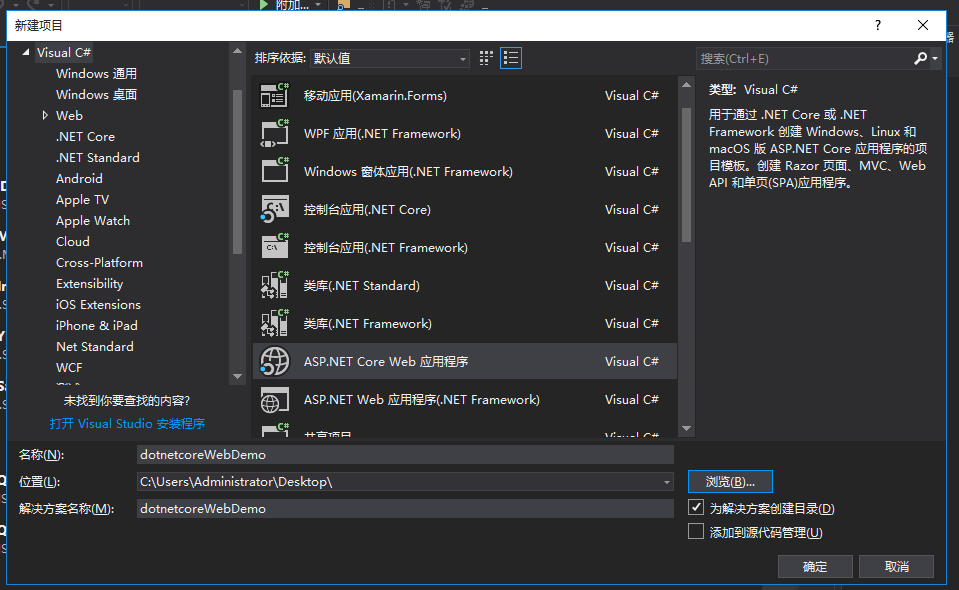 附加...
新建项目
?
Visual C#
Windows 通用
Windows 桌面
Web
.NET Core
.NET Standard
Android
Apple TV
Apple Watch
Cloud
Cross-Platform
Extensibility
iOS Extensions
iPhone & iPad
Net Standard
WCF
未找到你要查找的内容?
打开 Visual Studio 安装程序
排序依据: 默认值
移动应用(Xamarin.Forms) Visual C#
WPF 应用(.NET Framework) Visual C#
Windows 窗体应用(.NET Framework) Visual C#
控制台应用(.NET Core) Visual C#
控制台应用(.NET Framework) Visual C#
类库(.NET Standard) Visual C#
类库(.NET Framework) Visual C#
ASP.NET Core Web 应用程序 Visual C#
ASP.NET Web 应用程序(.NET Framework) Visual C#
共享项目 Visual C#
搜索(Ctrl+E)
类型: Visual C#
用于通过 .NET Core 或 .NET
Framework 创建 Windows、Linux 和
macOS 版 ASP.NET Core 应用程序的项
目模板。创建 Razor 页面、MVC、Web
API 和单页(SPA)应用程序。
名称(N): dotnetcoreWebDemo
位置(L): C:\Users\Administrator\Desktop\
浏览(B)...
解决方案名称(M): dotnetcoreWebDemo
为解决方案创建目录(D)
添加到源代码管理(U)
确定
取消